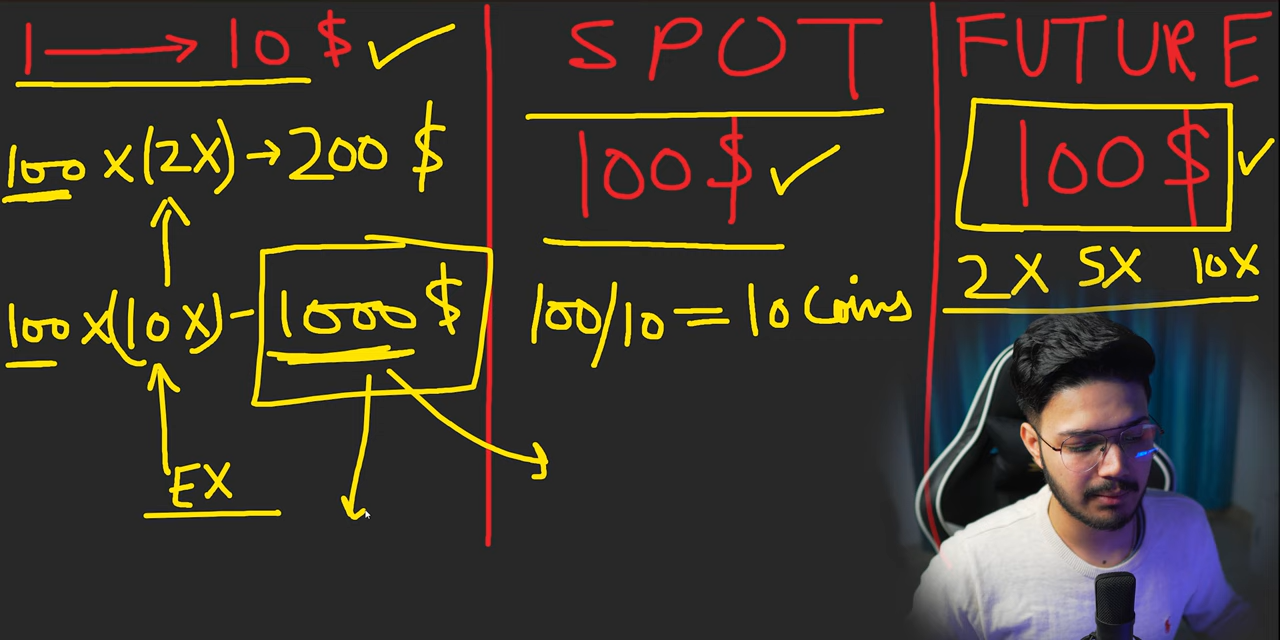 1 → 10 $ ✓
100 X (2X) → 200 $
100 X (10 X) - 1000 $
EX
SPOT
100 $ ✓
100/10 = 10 Coins
FUTURE
100 $ ✓
2X 5X 10X